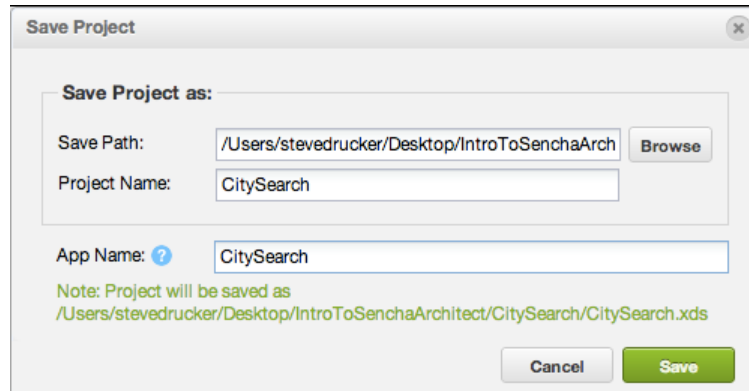 Save Project
Save Project as:
Save Path: /Users/stevedrucker/Desktop/IntroToSenchaArch Browse
Project Name: CitySearch
App Name: ? CitySearch
Note: Project will be saved as
/Users/stevedrucker/Desktop/IntroToSenchaArchitect/CitySearch/CitySearch.xds
Cancel Save